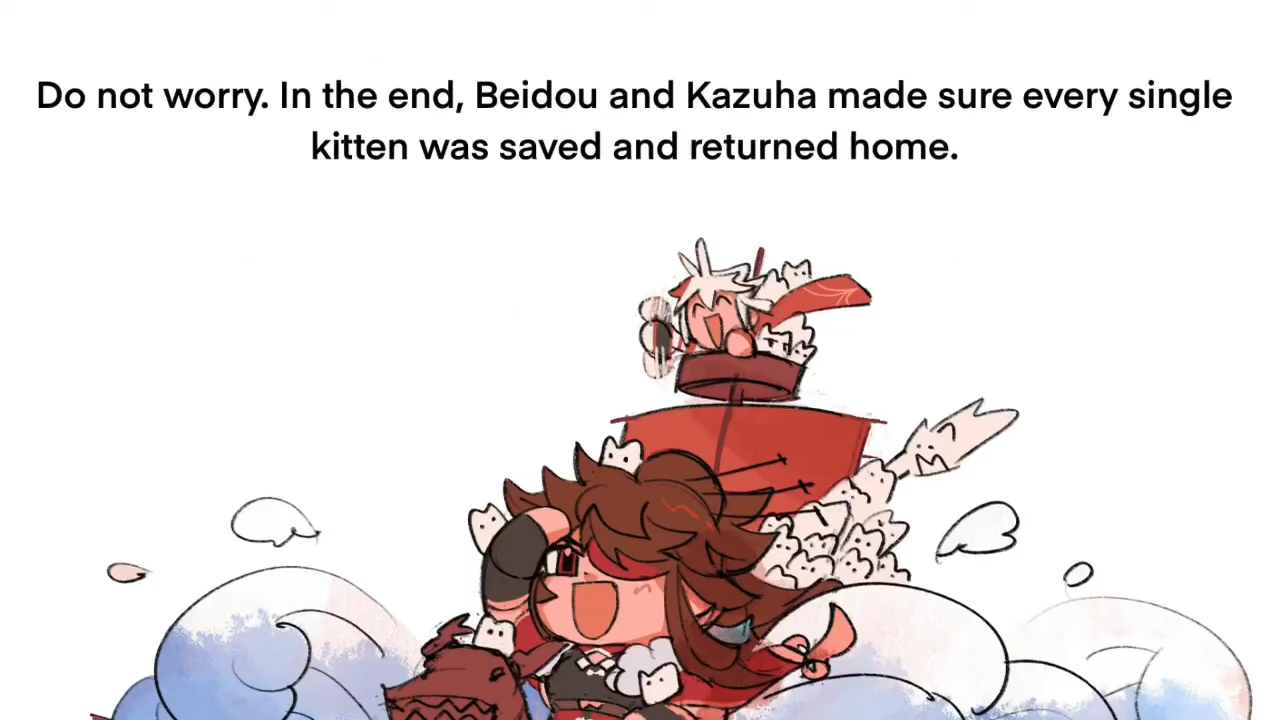 Do not worry. In the end, Beidou and Kazuha made sure every single
kitten was saved and returned home.